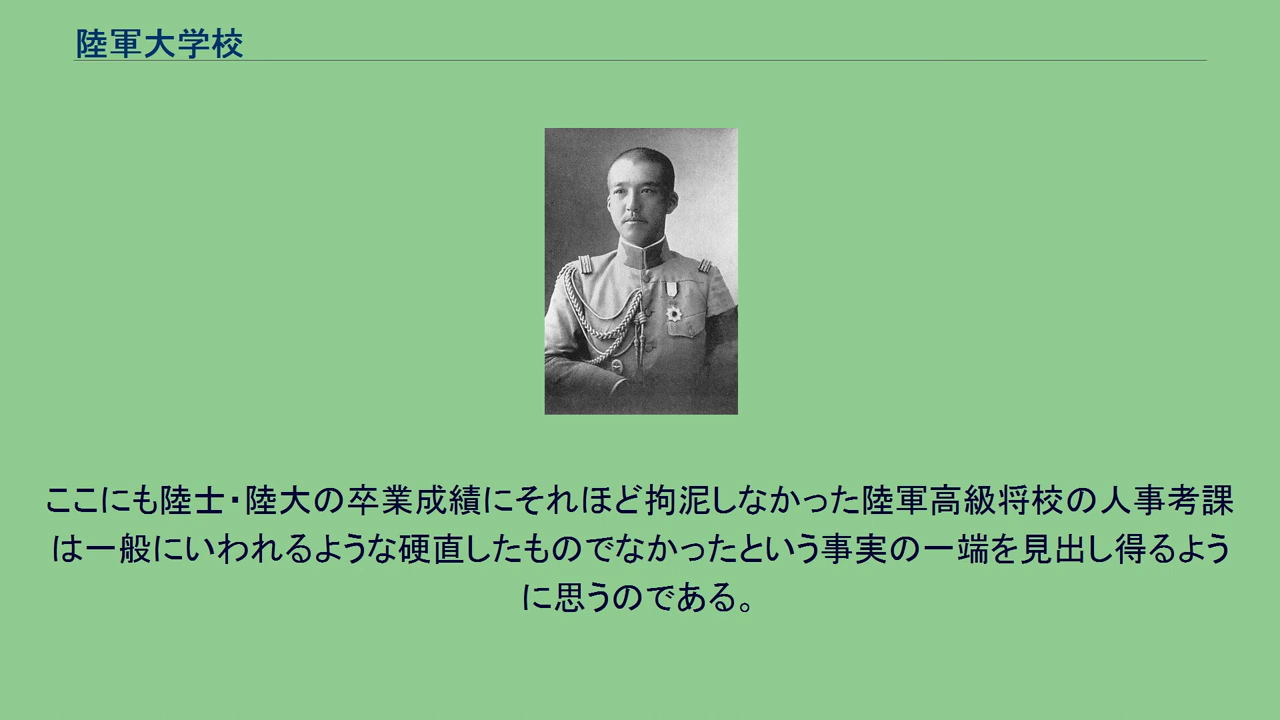 陸軍大学校
ここにも陸士・陸大の卒業成績にそれほど拘泥しなかった陸軍高級将校の人事考課
は一般にいわれるような硬直したものでなかったという事実の一端を見出し得るよう
に思うのである。